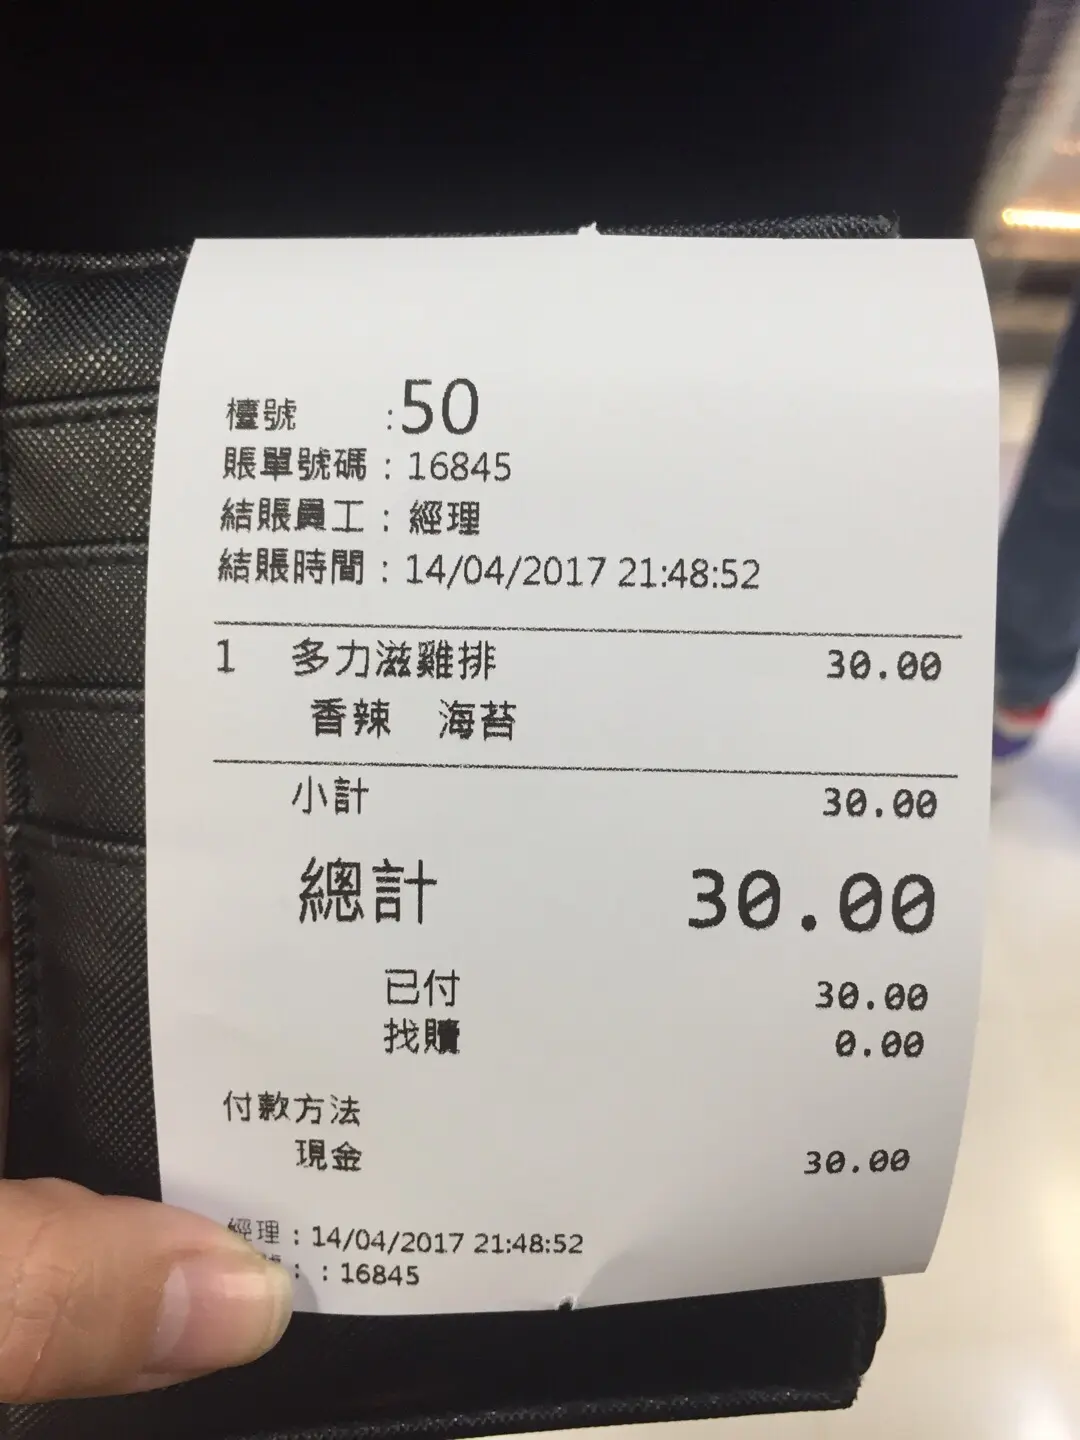 檯號 :50
賬單號碼 : 16845
結賬員工 : 經理
結賬時間 : 14/04/2017 21:48:52
1 多力滋雞排 30.00
香辣 海苔
小計 30.00
總計 30.00
已付 30.00
找贖 0.00
付款方法
現金 30.00
經理 : 14/04/2017 21:48:52
號 : : 16845